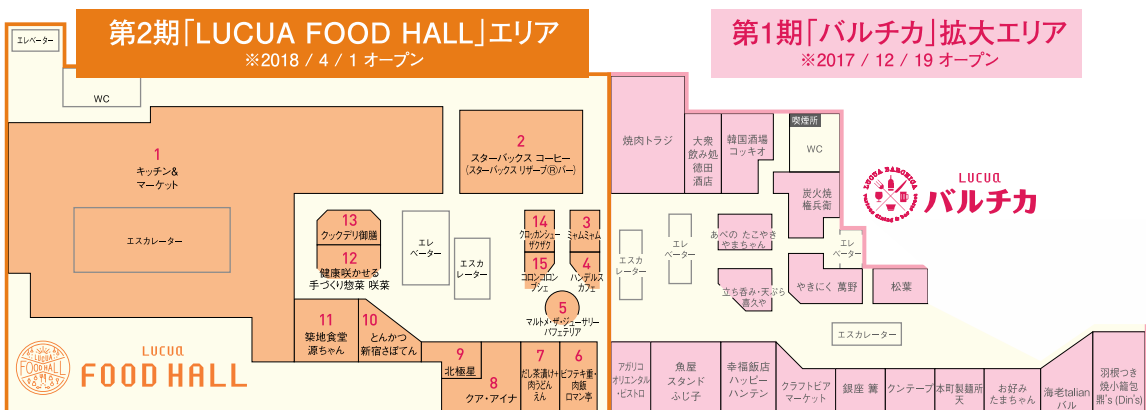 第2期「LUCUA FOOD HALL」エリア
※2018 / 4 / 1 オープン
第1期「バルチカ」拡大エリア
※2017 / 12 / 19 オープン
エレベーター
WC
1
キッチン&
マーケット
エスカレーター
2
スターバックス コーヒー
(スターバックス リザーブ®バー)
13
クックデリ御膳
12
健康咲かせる
手づくり惣菜 咲菜
エレ
ベーター
エスカ
レーター
14
クロッカンシュー
ザクザク
3
ミャムミャム
15
コロンコロン
ブシェ
4
ハンデルス
カフェ
5
マルトメ・ザ・ジューサリー
パフェテリア
11
築地食堂
源ちゃん
10
とんかつ
新宿さぼてん
9
北極星
8
クア・アイナ
7
だし茶漬け+
肉うどん
えん
6
ビフテキ重・
肉飯
ロマン亭
LUCUA FOOD HALL
LUCUA
FOOD HALL
焼肉トラジ
大衆
飲み処
徳田
酒店
韓国酒場
コッキオ
喫煙所
WC
炭火焼
権兵衛
LUCUA BARCHICA
LUCUA
バルチカ
エスカ
レーター
エレ
ベーター
あべの たこやき
やまちゃん
エレ
ベーター
立ち呑み・天ぷら
喜久や
やきにく 萬野
松葉
エスカレーター
アガリコ
オリエンタル
・ビストロ
魚屋
スタンド
ふじ子
幸福飯店
ハッピー
ハンテン
クラフトビア
マーケット
銀座 篝
クンテープ
本町製麺所
天
お好み
たまちゃん
海老talian
バル
羽根つき
焼小籠包
鼎's (Din's)